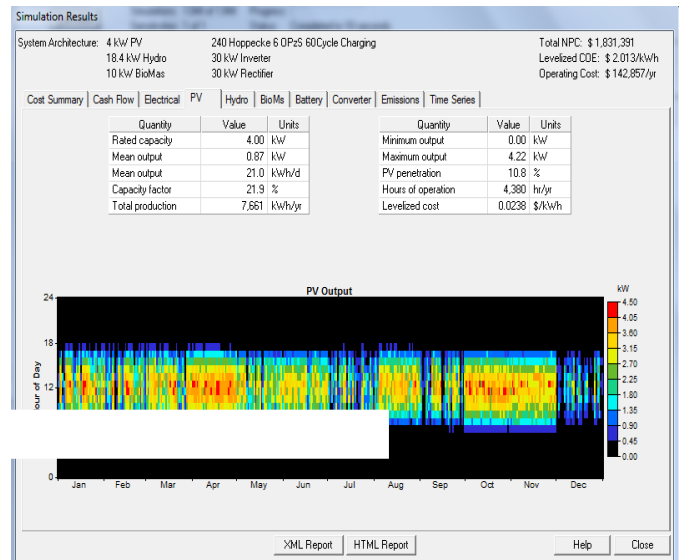 Simulation Results
System Architecture: 4 kW PV 240 Hoppecke 6 OPzS 60Cycle Charging Total NPC: $ 1,831,391
18.4 kW Hydro 30 kW Inverter Levelized COE: $ 2.013/kWh
10 kW BioMas 30 kW Rectifier Operating Cost: $ 142,857/yr
Cost Summary Cash Flow Electrical PV Hydro BioMs Battery Converter Emissions Time Series
Quantity Value Units Quantity Value Units
Rated capacity 4.00 kW Minimum output 0.00 kW
Mean output 0.87 kW Maximum output 4.22 kW
Mean output 21.0 kWh/d PV penetration 10.8 %
Capacity factor 21.9 % Hours of operation 4,380 hr/yr
Total production 7,661 kWh/yr Levelized cost 0.0238 $/kWh
PV Output
kW
24
18
12
0
our of Day
Jan Feb Mar Apr May Jun Jul Aug Sep Oct Nov Dec
4.50
4.05
3.60
3.15
2.70
2.25
1.80
1.35
0.90
0.45
0.00
XML Report HTML Report Help Close